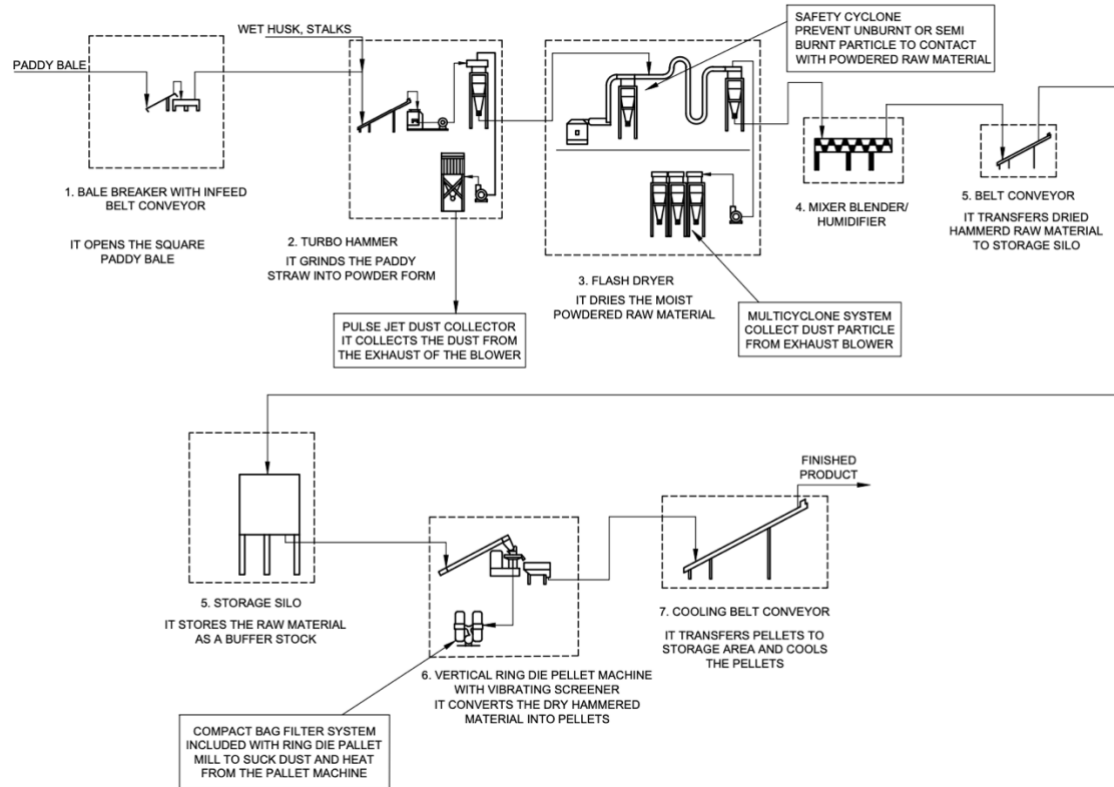 WET HUSK, STALKS
PADDY BALE
1. BALE BREAKER WITH INFEED
BELT CONVEYOR
IT OPENS THE SQUARE
PADDY BALE
2. TURBO HAMMER
IT GRINDS THE PADDY
STRAW INTO POWDER FORM
PULSE JET DUST COLLECTOR
IT COLLECTS THE DUST FROM
THE EXHAUST OF THE BLOWER
SAFETY CYCLONE
PREVENT UNBURNT OR SEMI
BURNT PARTICLE TO CONTACT
WITH POWDERED RAW MATERIAL
3. FLASH DRYER
IT DRIES THE MOIST
POWDERED RAW MATERIAL
MULTICYCLONE SYSTEM
COLLECT DUST PARTICLE
FROM EXHAUST BLOWER
4. MIXER BLENDER/
HUMIDIFIER
5. BELT CONVEYOR
IT TRANSFERS DRIED
HAMMERD RAW MATERIAL
TO STORAGE SILO
5. STORAGE SILO
IT STORES THE RAW MATERIAL
AS A BUFFER STOCK
6. VERTICAL RING DIE PELLET MACHINE
WITH VIBRATING SCREENER
IT CONVERTS THE DRY HAMMERED
MATERIAL INTO PELLETS
COMPACT BAG FILTER SYSTEM
INCLUDED WITH RING DIE PALLET
MILL TO SUCK DUST AND HEAT
FROM THE PALLET MACHINE
FINISHED
PRODUCT
7. COOLING BELT CONVEYOR
IT TRANSFERS PELLETS TO
STORAGE AREA AND COOLS
THE PELLETS